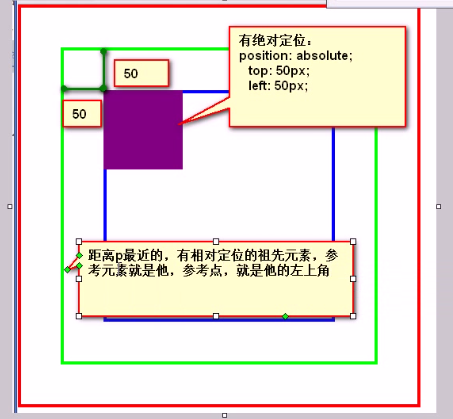 有绝对定位：
position: absolute;
top: 50px;
left: 50px;
50
50
距离p最近的，有相对定位的祖先元素，参
考元素就是他，参考点，就是他的左上角